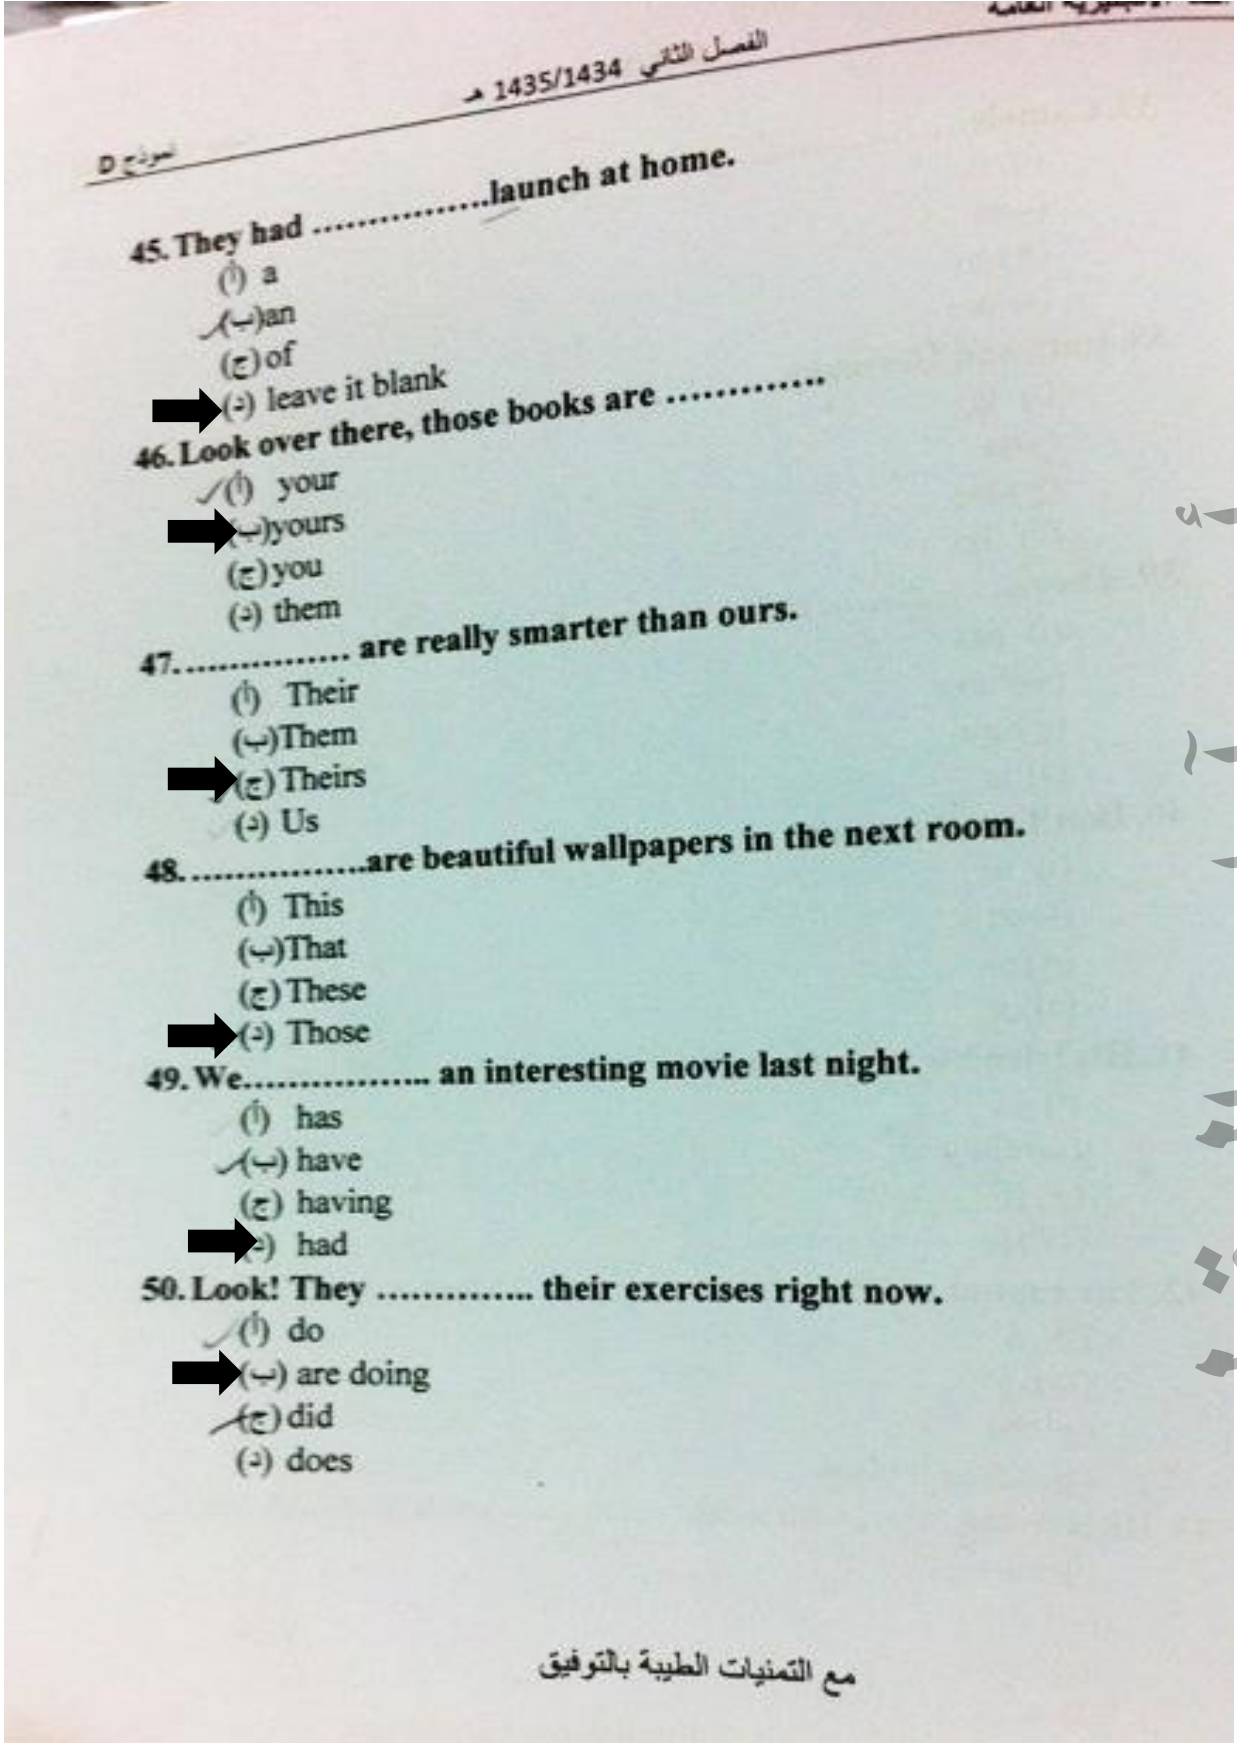 الفصل الثاني 1435/1434 هـ
نموذج D
45. They had ................launch at home.
(أ) a
(ب)an
(ج) of
(د) leave it blank
46. Look over there, those books are .............
(أ) your
(ب)yours
(ج) you
(د) them
47. ................ are really smarter than ours.
(أ) Their
(ب)Them
(ج) Theirs
(د) Us
48. .................are beautiful wallpapers in the next room.
(أ) This
(ب)That
(ج) These
(د) Those
49. We................. an interesting movie last night.
(أ) has
(ب) have
(ج) having
(د) had
50. Look! They .............. their exercises right now.
(أ) do
(ب) are doing
(ج) did
(د) does
مع التمنيات الطيبة بالتوفيق